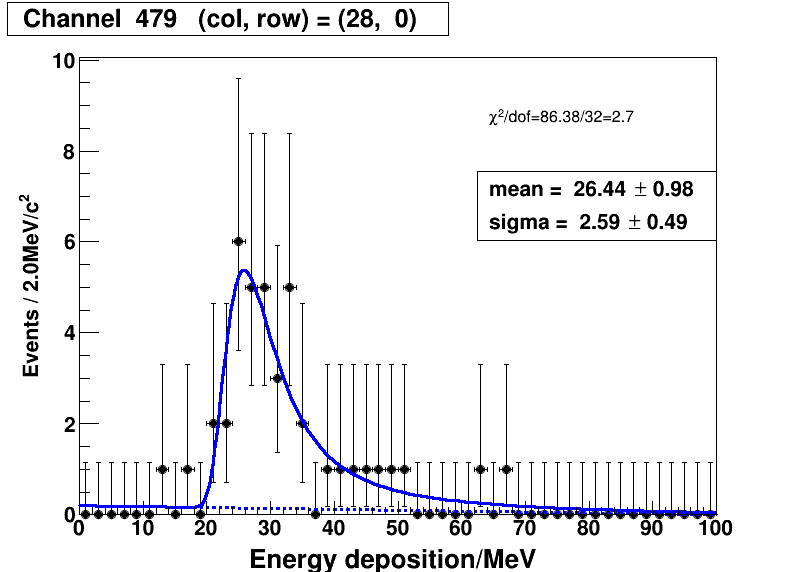 Channel 479 (col, row) = (28, 0)
χ²/dof=86.38/32=2.7
mean = 26.44 ± 0.98
sigma = 2.59 ± 0.49
Events / 2.0MeV/c²
10
8
6
4
2
0
0 10 20 30 40 50 60 70 80 90 100
Energy deposition/MeV